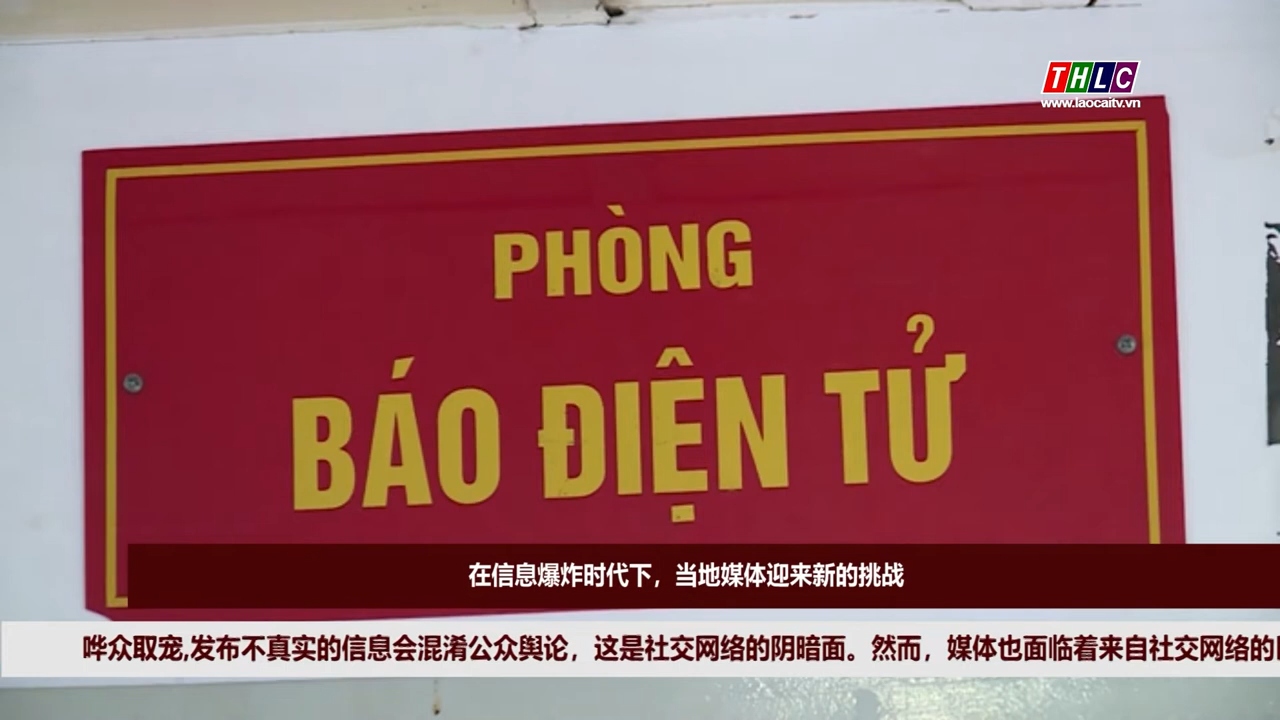 THLC
www.laocaitv.vn
PHÒNG
BÁO ĐIỆN TỬ
在信息爆炸时代下，当地媒体迎来新的挑战
哗众取宠,发布不真实的信息会混淆公众舆论，这是社交网络的阴暗面。然而，媒体也面临着来自社交网络的